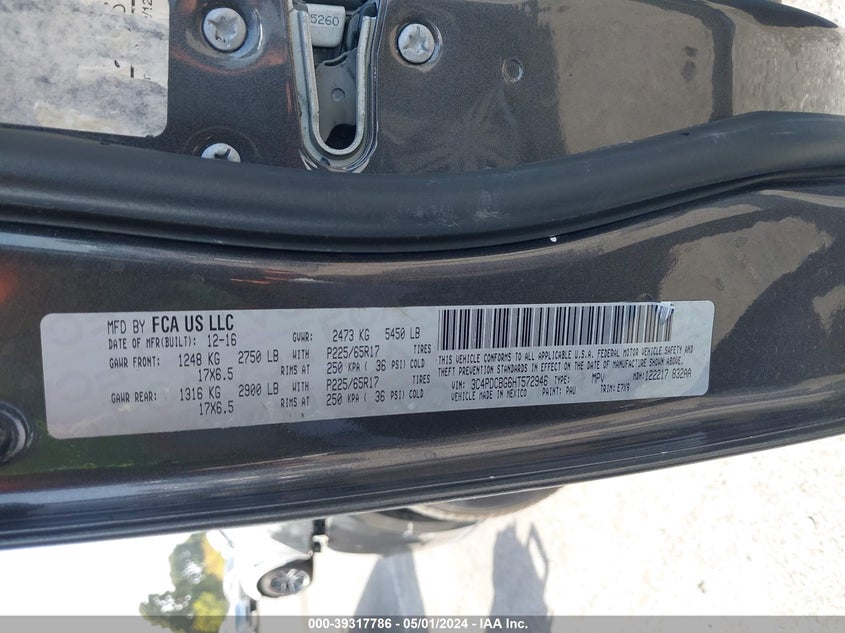 5260
MFD BY FCA US LLC
DATE OF MFR(BUILT): 12-16
GVWR: 2473 KG 5450 LB
GAWR FRONT: 1248 KG 2750 LB WITH P225/65R17 TIRES
17X6.5 RIMS AT 250 KPA ( 36 PSI) COLD
GAWR REAR: 1316 KG 2900 LB WITH P225/65R17 TIRES
17X6.5 RIMS AT 250 KPA ( 36 PSI) COLD
THIS VEHICLE CONFORMS TO ALL APPLICABLE U.S.A. FEDERAL MOTOR VEHICLE SAFETY AND
THEFT PREVENTION STANDARDS IN EFFECT ON THE DATE OF MANUFACTURE SHOWN ABOVE.
VIN: 3C4PDCBG6HT572946 TYPE: MPV MDH: 122217 832AA
VEHICLE MADE IN MEXICO PAINT: PAU TRIM: E7X9
000-39317786 - 05/01/2024 - IAA Inc.